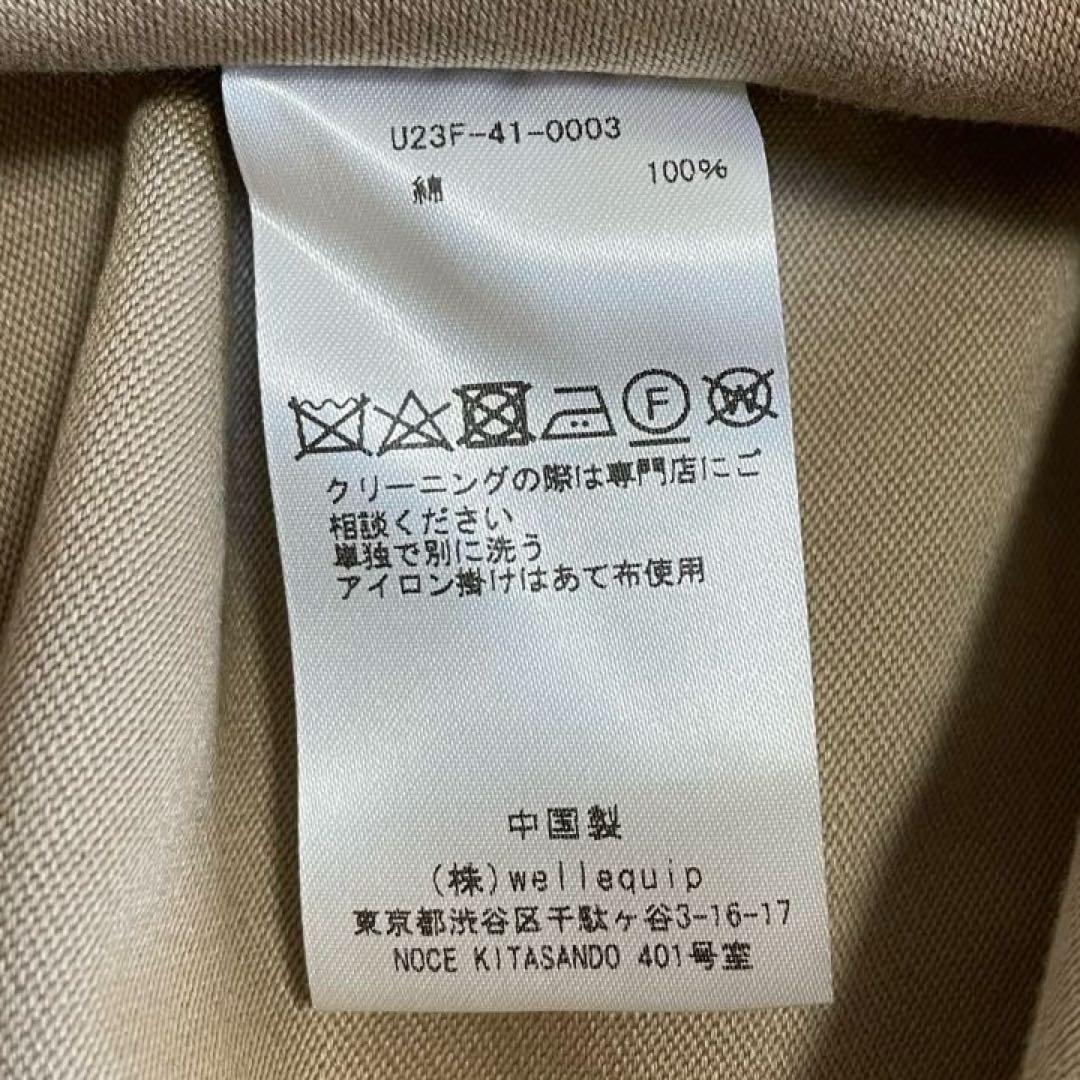 U23F-41-0003
綿 100%
F W
クリーニングの際は専門店にご
相談ください
単独で別に洗う
アイロン掛けはあて布使用
中国製
(株)wellequip
東京都渋谷区千駄ヶ谷3-16-17
NOCE KITASANDO 401号室